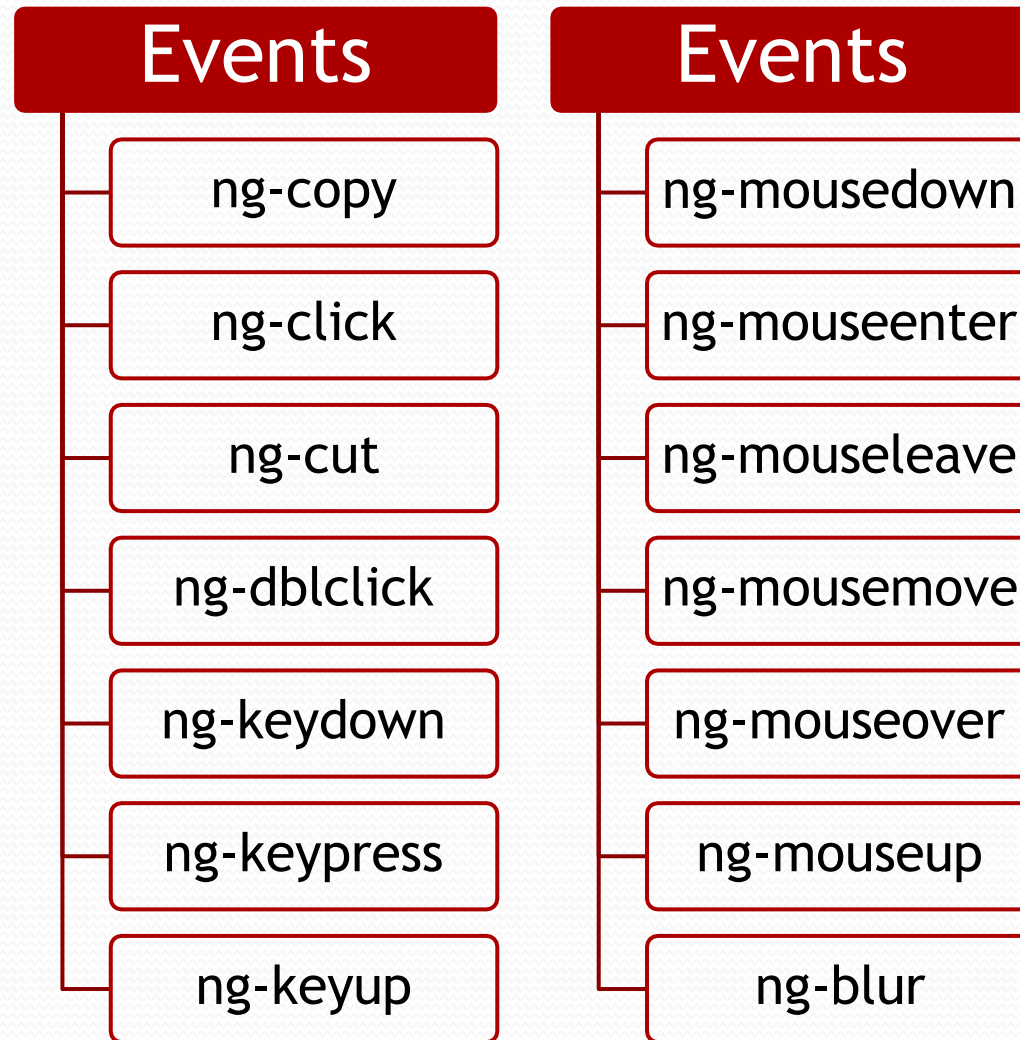 Events
ng-copy
ng-click
ng-cut
ng-dblclick
ng-keydown
ng-keypress
ng-keyup
Events
ng-mousedown
ng-mouseenter
ng-mouseleave
ng-mousemove
ng-mouseover
ng-mouseup
ng-blur